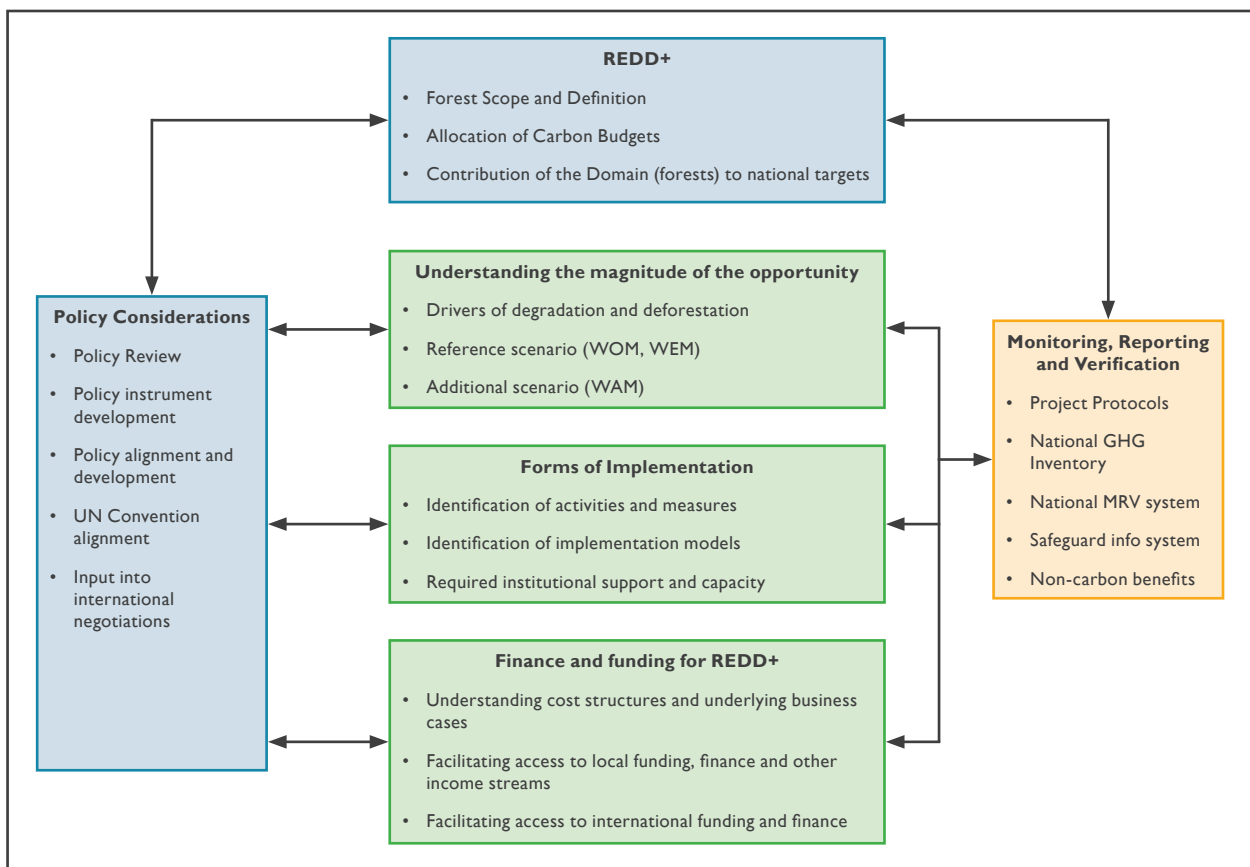 REDD+
• Forest Scope and Definition
• Allocation of Carbon Budgets
• Contribution of the Domain (forests) to national targets
Understanding the magnitude of the opportunity
• Drivers of degradation and deforestation
• Reference scenario (WOM, WEM)
• Additional scenario (WAM)
Policy Considerations
• Policy Review
• Policy instrument
development
• Policy alignment and
development
• UN Convention
alignment
• Input into
international
negotiations
Monitoring, Reporting
and Verification
• Project Protocols
• National GHG
Inventory
• National MRV system
• Safeguard info system
• Non-carbon benefits
Forms of Implementation
• Identification of activities and measures
• Identification of implementation models
• Required institutional support and capacity
Finance and funding for REDD+
• Understanding cost structures and underlying business
cases
• Facilitating access to local funding, finance and other
income streams
• Facilitating access to international funding and finance